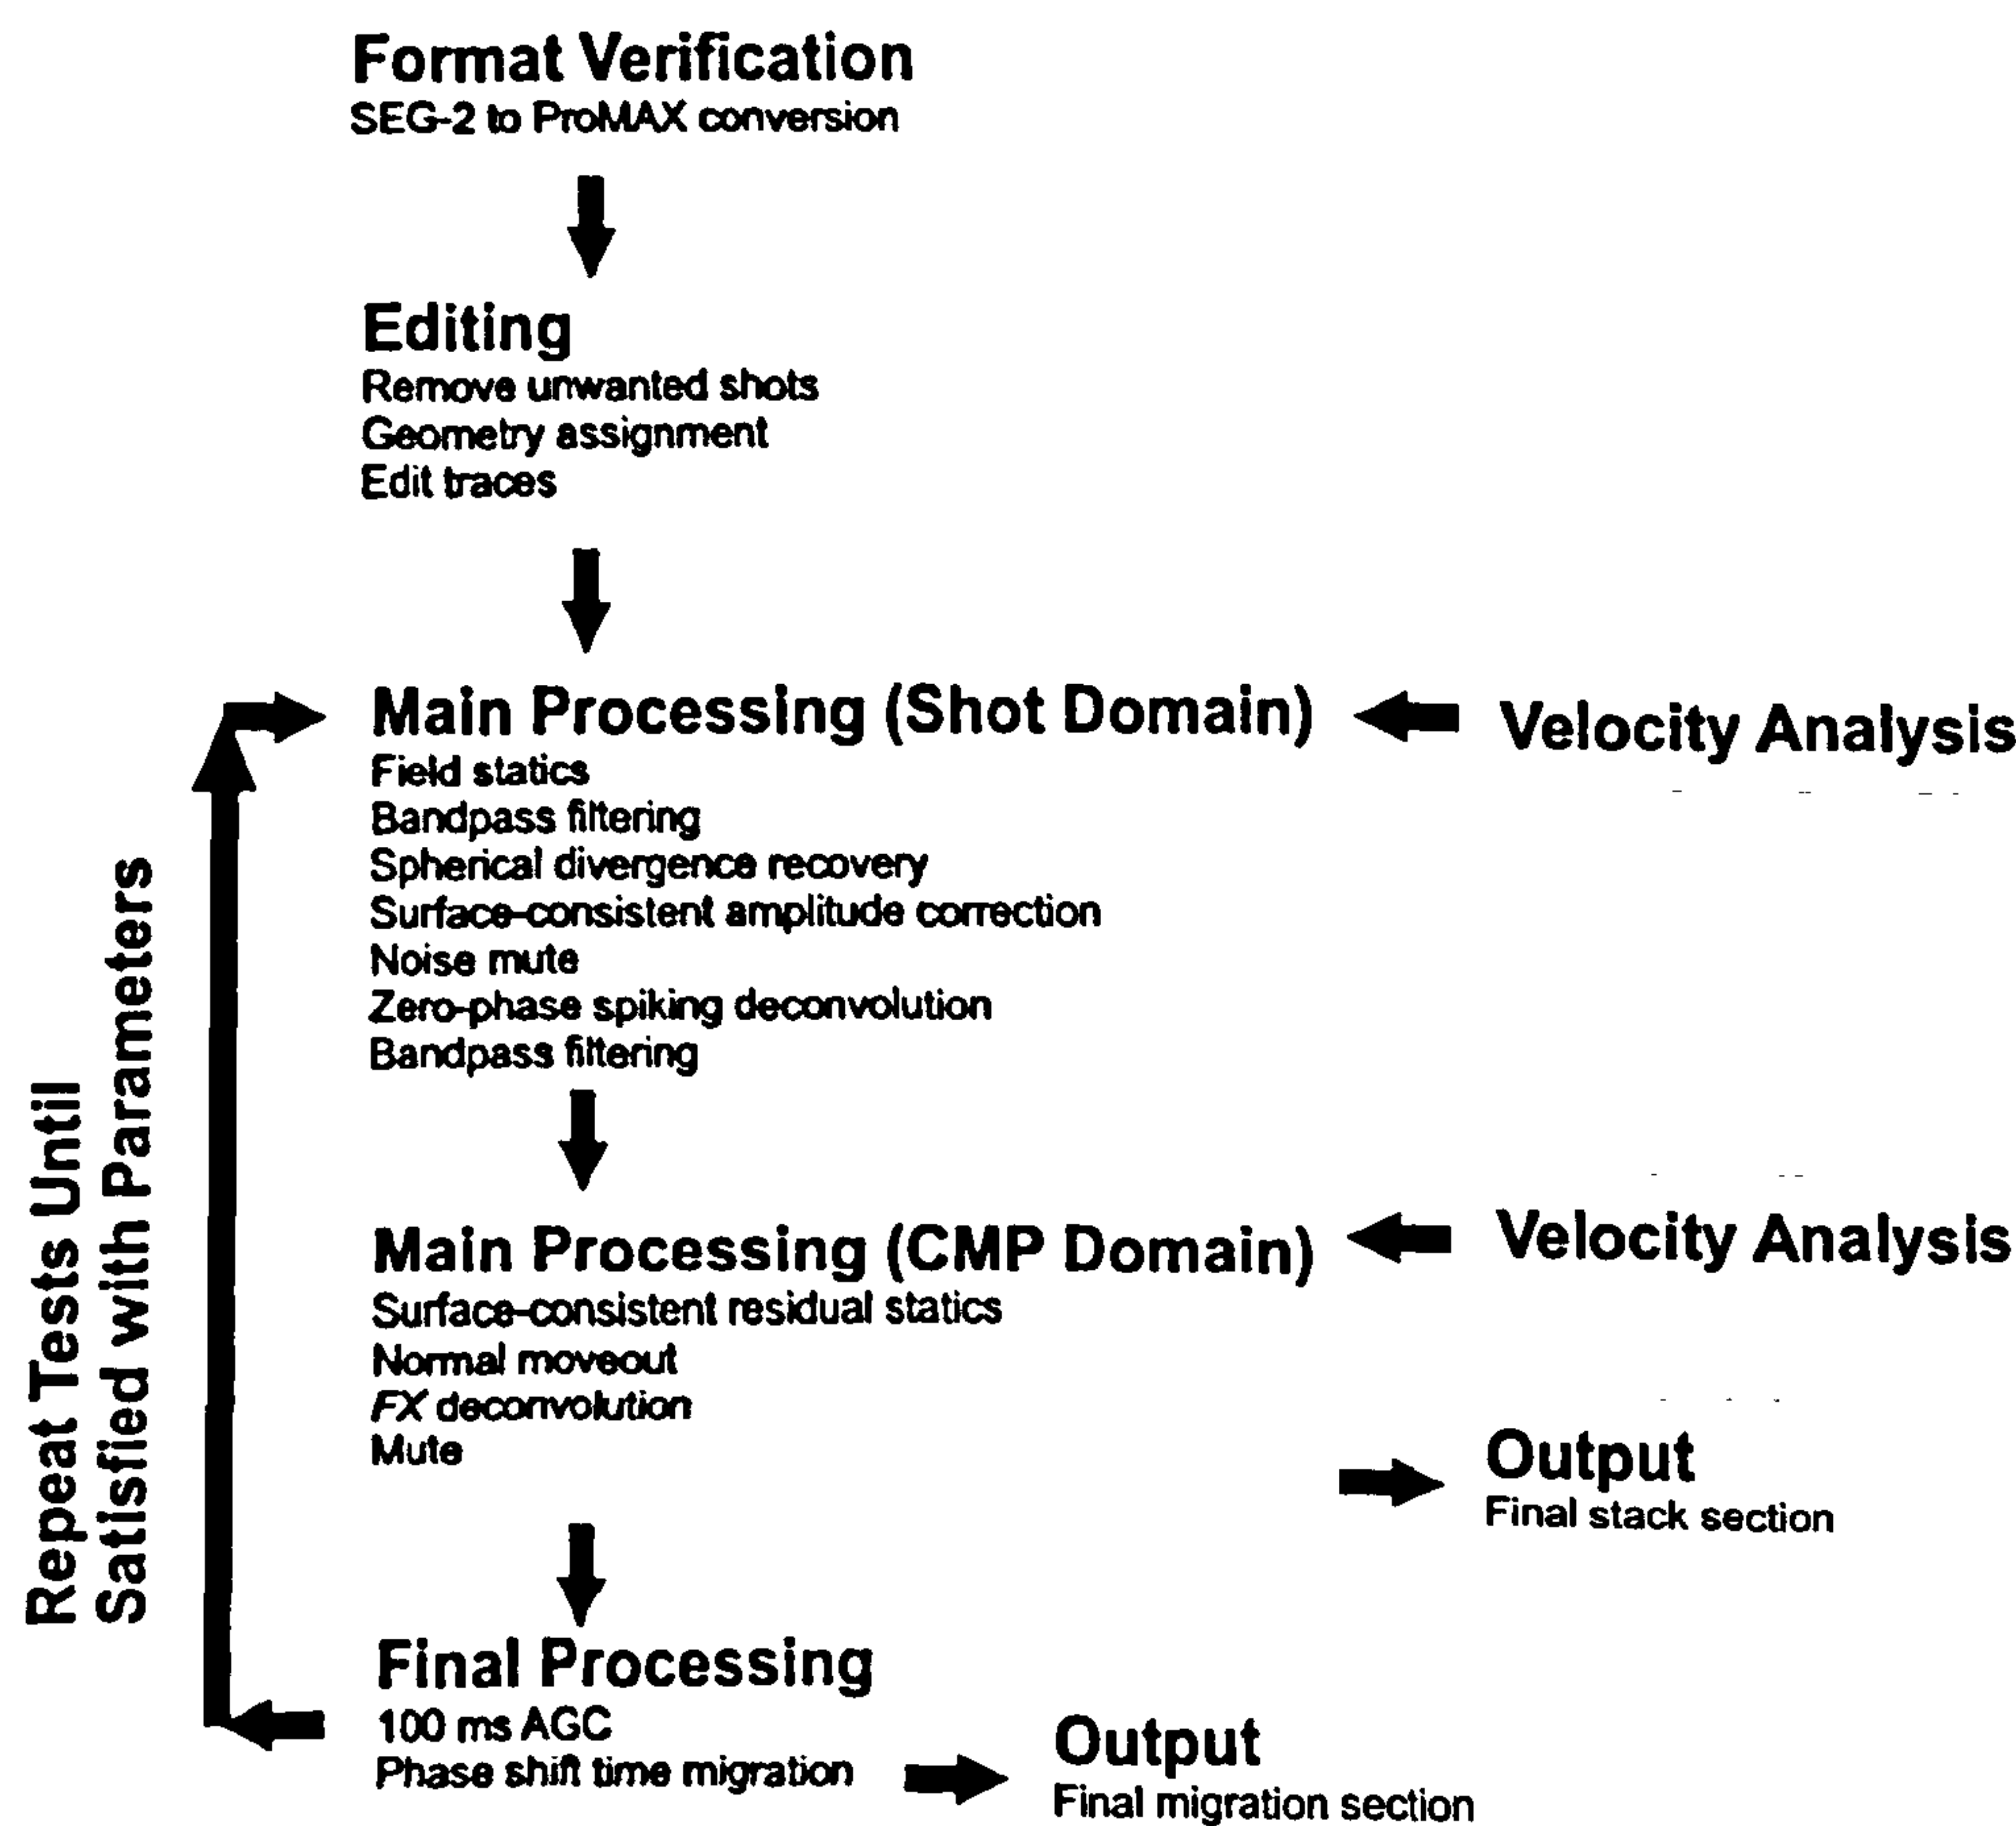 Format Verification
SEG-2 to ProMAX conversion
Editing
Remove unwanted shots
Geometry assignment
Edit traces
Main Processing (Shot Domain)
Velocity Analysis
Field statics
Bandpass filtering
Spherical divergence recovery
Surface-consistent amplitude correction
Noise mute
Zero-phase spiking deconvolution
Bandpass filtering
Main Processing (CMP Domain)
Velocity Analysis
Surface-consistent residual statics
Normal moveout
FX deconvolution
Mute
Output
Final stack section
Final Processing
100 ms AGC
Phase shift time migration
Output
Final migration section
Repeat Tests Until
Satisfied with Parameters